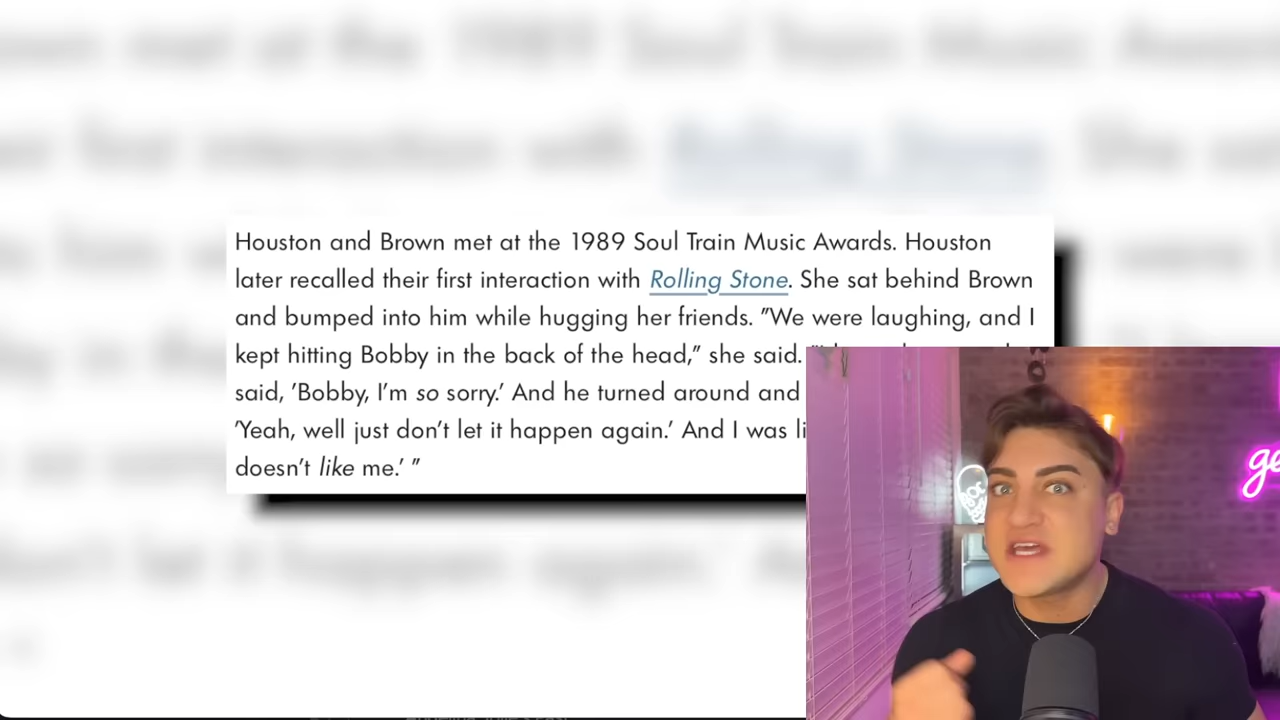 Houston and Brown met at the 1989 Soul Train Music Awards. Houston
later recalled their first interaction with Rolling Stone. She sat behind Brown
and bumped into him while hugging her friends. "We were laughing, and I
kept hitting Bobby in the back of the head," she said.
said, 'Bobby, I'm so sorry.' And he turned around and
'Yeah, well just don't let it happen again.' And I was li
doesn't like me.' "
ge